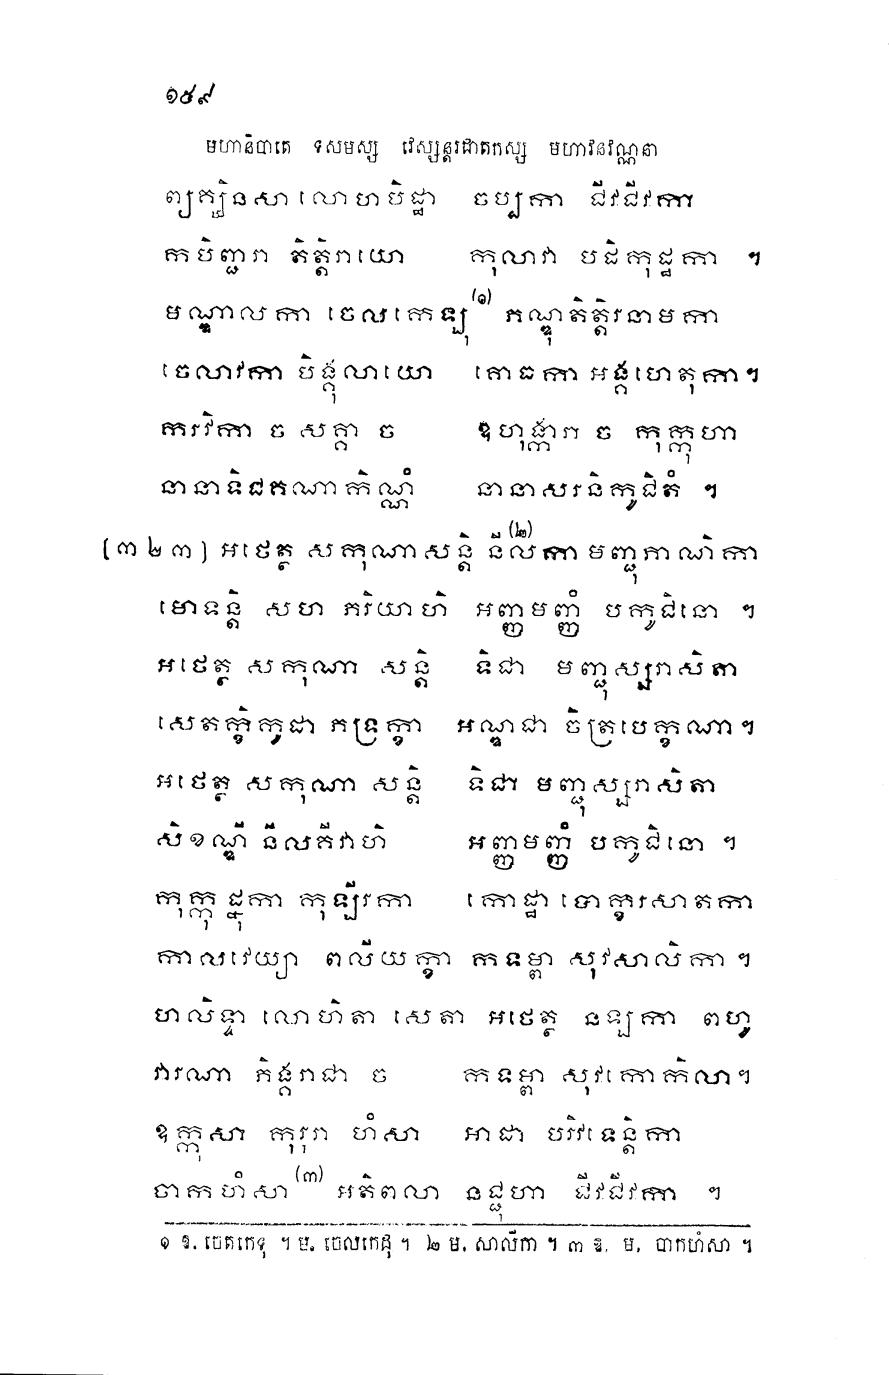 ១៥៩
មហានិបាតេ ទសមស្ស វេស្សន្តរជាតកស្ស មហាវនវណ្ណនា
ព្យគ្ឃិនសា លោហបិដ្ឋា ចប្បកា ជីវជីវកា
កបិញ្ជរា តិត្តិរាយោ កុលាវា បដិកុដ្ឋកា ។
មណ្ឌាលកា ចេលកេឡុ(១) ភណ្ឌុតិត្តិរនាមកា
ចេលាវកា បិង្គុលាយោ គោធកា អង្គហេតុកា។
ករវិកា ច សគ្គា ច ឧហុង្ការា ច កុក្កុហា
នានាទិជគណាកិណ្ណំ នានាសរនិកូជិតំ ។
(៣២៣) អថេត្ថ សកុណា សន្តិ នីលកា(២) មញ្ជុភាណិកា
មោទន្តិ សហ ភរិយាហិ អញ្ញមញ្ញំ បកូជិនោ ។
អថេត្ថ សកុណា សន្តិ ទិជា មញ្ជុស្សរាសិតា
សេតក្ខិកូដា ភទ្រក្ខា អណ្ឌជា ចិត្របេក្ខណា។
អថេត្ថ សកុណា សន្តិ ទិជា មញ្ជុស្សរាសិតា
សិខណ្ឌី នីលគីវាហិ អញ្ញមញ្ញំ បកូជិនោ ។
កុក្កុដ្ឋកា កុឡីរកា កោដ្ឋា បោក្ខរសាតកា
កាលវេយ្យា ពលីយក្ខា កទម្ពា សុវសាលិកា ។
ហលិទ្ទា លោហិតា សេតា អថេត្ថ នឡកា ពហូ
វារណា ភិង្គរាជា ច កទម្ពា សុវកោកិលា។
ឧក្កុសា កុរុរា ហំសា អាដា បរិវទេន្តិកា
ចាកហំសា(៣) អតិពលា នជ្ជុហា ជីវជីវកា ។
១ ឱ. ចេតកេទុ ។ ម. ចេលកេដុ ។ ២ ម. សាលីកា ។ ៣ ឱ. ម. បាកហំសា ។